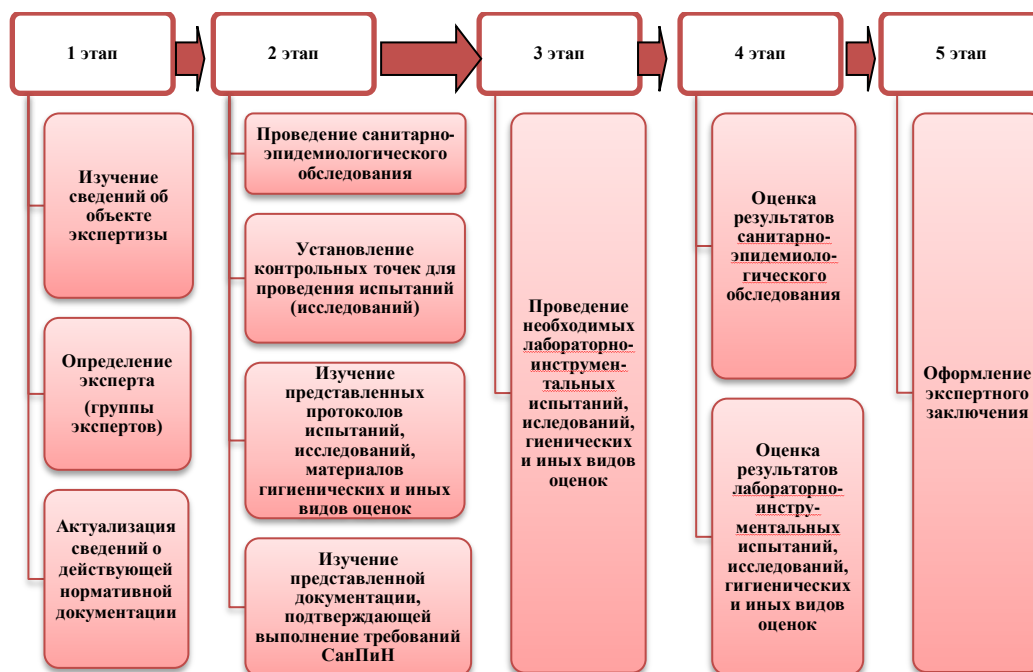 1 этап
2 этап
3 этап
4 этап
5 этап
Изучение
сведений об
объекте
экспертизы
Определение
эксперта
(группы
экспертов)
Актуализация
сведений о
действующей
нормативной
документации
Проведение санитарно-
эпидемиологического
обследования
Установление
контрольных точек для
проведения испытаний
(исследований)
Изучение
представленных
протоколов
испытаний,
исследований,
материалов
гигиенических и иных
видов оценок
Изучение
представленной
документации,
подтверждающей
выполнение требований
СанПиН
Проведение
необходимых
лабораторно-
инструмен-
тальных
испытаний,
иследований,
гиенических
и иных видов
оценок
Оценка
результатов
санитарно-
эпидемиоло-
гического
обследования
Оценка
результатов
лабораторно-
инстру-
ментальных
испытаний,
исследований,
гигиенических
и иных видов
оценок
Оформление
экспертного
заключения